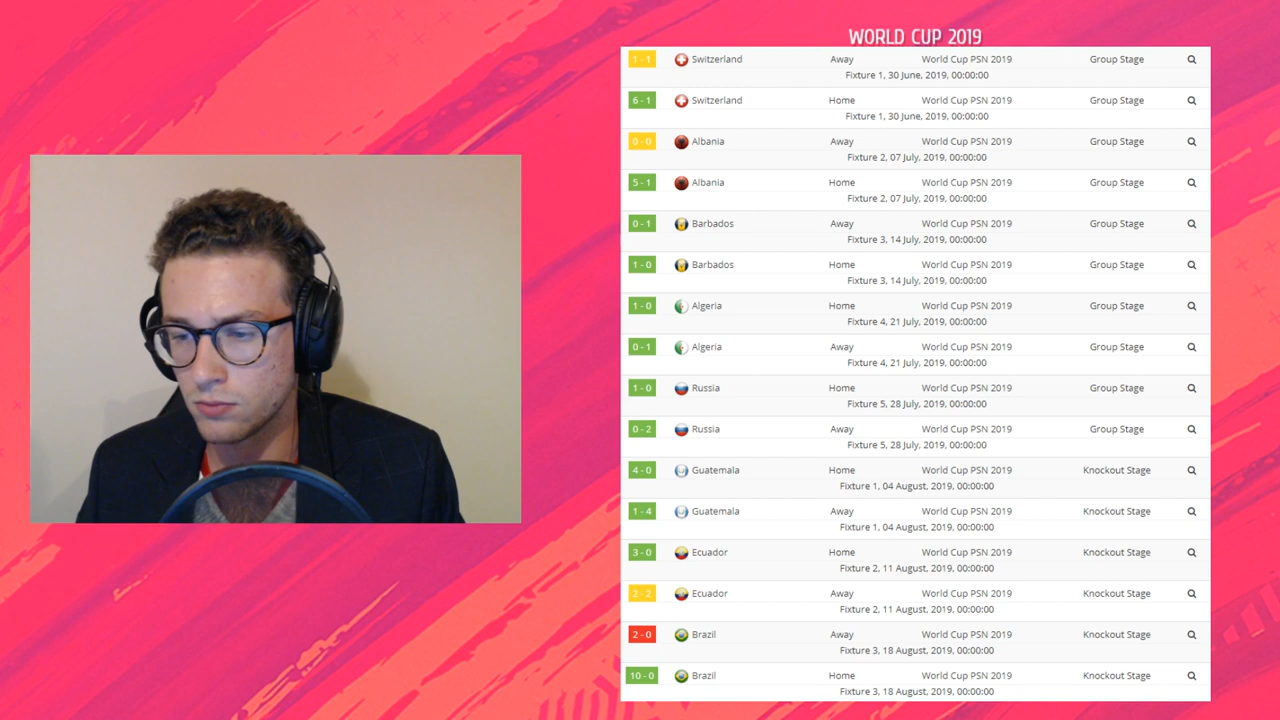 WORLD CUP 2019
1 - 1 Switzerland Away World Cup PSN 2019 Group Stage
Fixture 1, 30 June, 2019, 00:00:00
6 - 1 Switzerland Home World Cup PSN 2019 Group Stage
Fixture 1, 30 June, 2019, 00:00:00
0 - 0 Albania Away World Cup PSN 2019 Group Stage
Fixture 2, 07 July, 2019, 00:00:00
5 - 1 Albania Home World Cup PSN 2019 Group Stage
Fixture 2, 07 July, 2019, 00:00:00
0 - 1 Barbados Away World Cup PSN 2019 Group Stage
Fixture 3, 14 July, 2019, 00:00:00
1 - 0 Barbados Home World Cup PSN 2019 Group Stage
Fixture 3, 14 July, 2019, 00:00:00
1 - 0 Algeria Home World Cup PSN 2019 Group Stage
Fixture 4, 21 July, 2019, 00:00:00
0 - 1 Algeria Away World Cup PSN 2019 Group Stage
Fixture 4, 21 July, 2019, 00:00:00
1 - 0 Russia Home World Cup PSN 2019 Group Stage
Fixture 5, 28 July, 2019, 00:00:00
0 - 2 Russia Away World Cup PSN 2019 Group Stage
Fixture 5, 28 July, 2019, 00:00:00
4 - 0 Guatemala Home World Cup PSN 2019 Knockout Stage
Fixture 1, 04 August, 2019, 00:00:00
1 - 4 Guatemala Away World Cup PSN 2019 Knockout Stage
Fixture 1, 04 August, 2019, 00:00:00
3 - 0 Ecuador Home World Cup PSN 2019 Knockout Stage
Fixture 2, 11 August, 2019, 00:00:00
2 - 2 Ecuador Away World Cup PSN 2019 Knockout Stage
Fixture 2, 11 August, 2019, 00:00:00
2 - 0 Brazil Away World Cup PSN 2019 Knockout Stage
Fixture 3, 18 August, 2019, 00:00:00
10 - 0 Brazil Home World Cup PSN 2019 Knockout Stage
Fixture 3, 18 August, 2019, 00:00:00